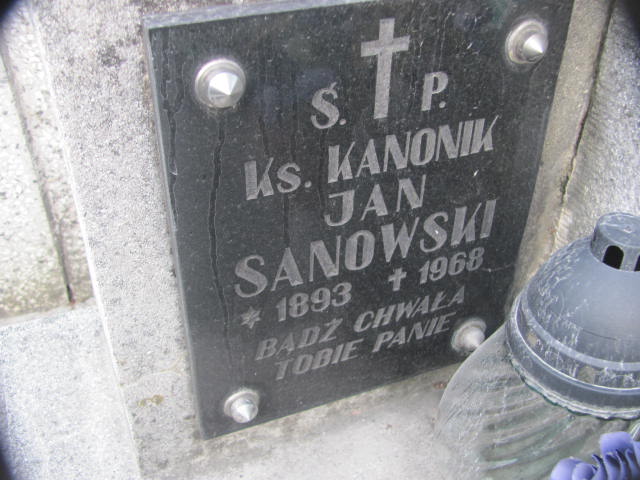 Ś. P.
Ks. KANONIK
JAN
SANOWSKI
* 1893 ✝ 1968
BĄDŹ CHWAŁA
TOBIE PANIE